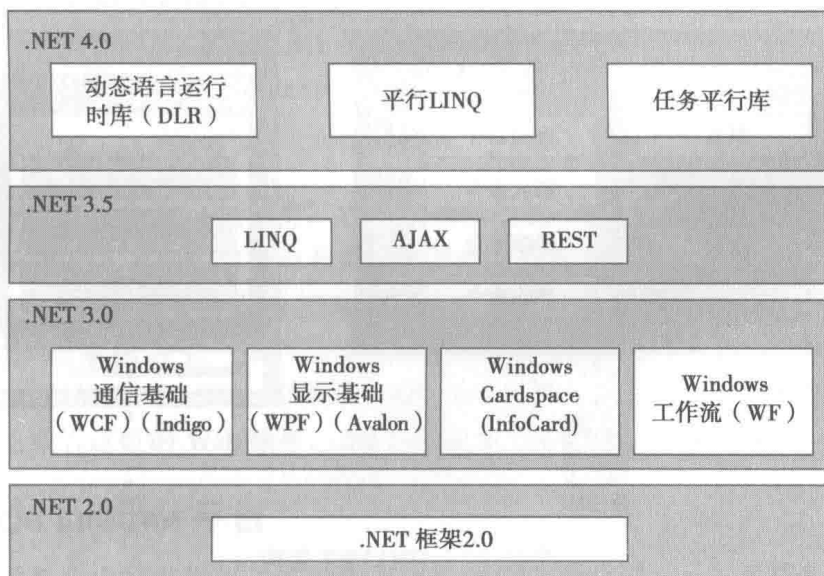 .NET 4.0
动态语言运行
时库（DLR）
平行LINQ
任务平行库
.NET 3.5
LINQ
AJAX
REST
.NET 3.0
Windows
通信基础
（WCF）（Indigo）
Windows
显示基础
（WPF）（Avalon）
Windows
Cardspace
(InfoCard)
Windows
工作流（WF）
.NET 2.0
.NET 框架2.0